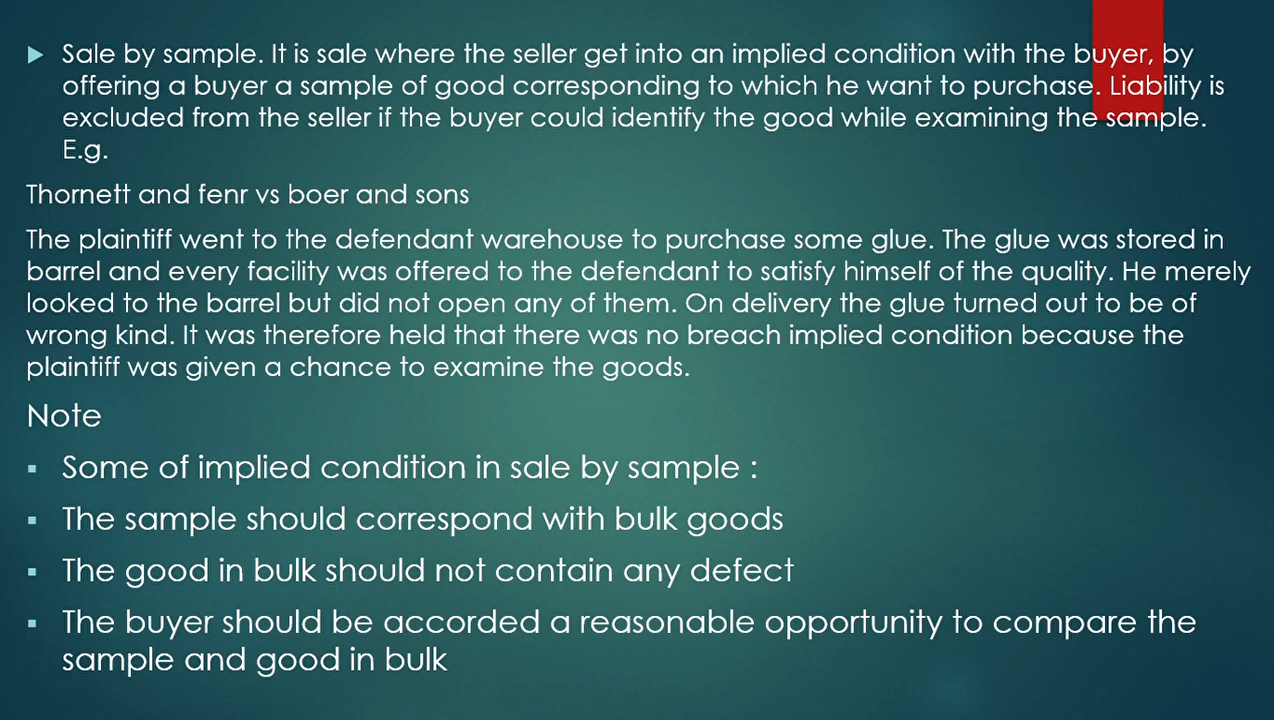 Sale by sample. It is sale where the seller get into an implied condition with the buyer, by
offering a buyer a sample of good corresponding to which he want to purchase. Liability is
excluded from the seller if the buyer could identify the good while examining the sample.
E.g.
Thornett and fenr vs boer and sons
The plaintiff went to the defendant warehouse to purchase some glue. The glue was stored in
barrel and every facility was offered to the defendant to satisfy himself of the quality. He merely
looked to the barrel but did not open any of them. On delivery the glue turned out to be of
wrong kind. It was therefore held that there was no breach implied condition because the
plaintiff was given a chance to examine the goods.
Note
Some of implied condition in sale by sample :
The sample should correspond with bulk goods
The good in bulk should not contain any defect
The buyer should be accorded a reasonable opportunity to compare the
sample and good in bulk